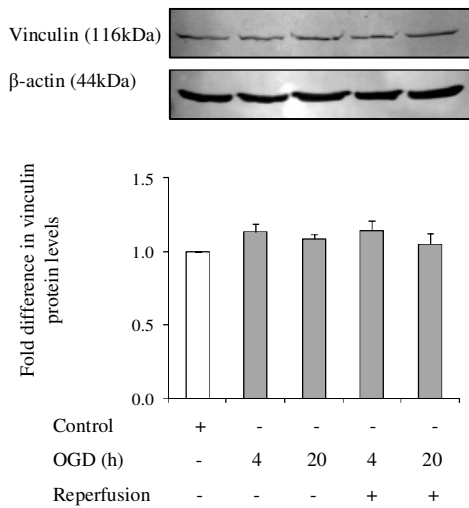 Vinculin (116kDa)
β-actin (44kDa)
Fold difference in vinculin
protein levels
1.5
1.0
0.5
0.0
Control + - - - -
OGD (h) - 4 20 4 20
Reperfusion - - - + +